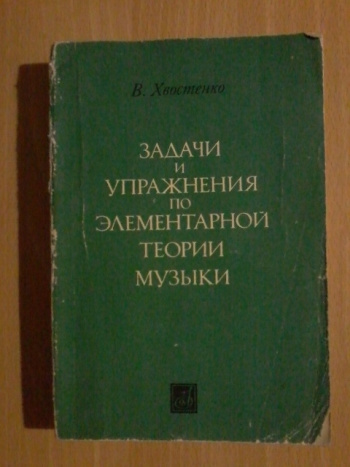 В. Хвостенко
ЗАДАЧИ
И
УПРАЖНЕНИЯ
ПО
ЭЛЕМЕНТАРНОЙ
ТЕОРИИ
МУЗЫКИ